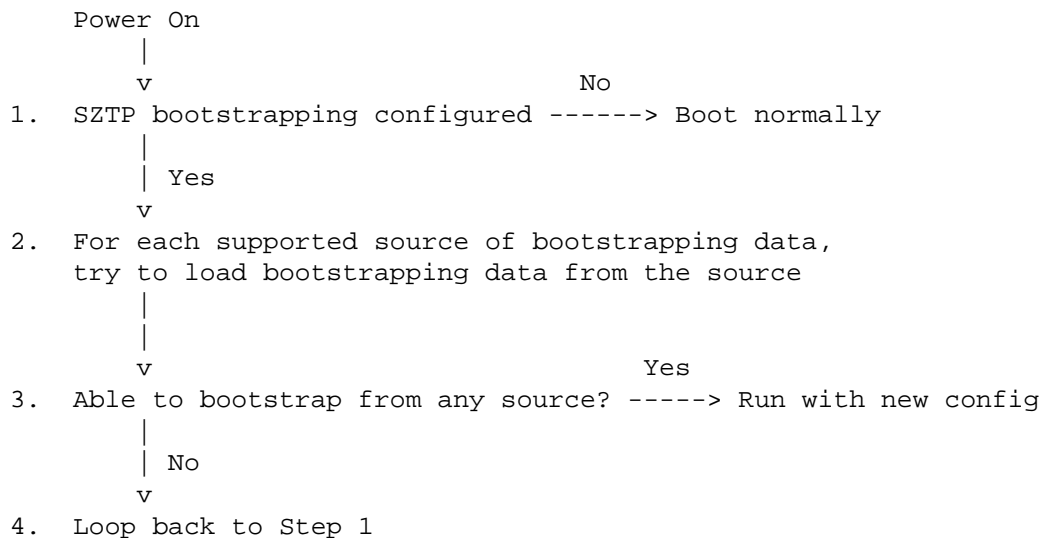 Power On
|
v No
1. SZTP bootstrapping configured ------> Boot normally
|
| Yes
v
2. For each supported source of bootstrapping data,
try to load bootstrapping data from the source
|
|
v Yes
3. Able to bootstrap from any source? -----> Run with new config
|
| No
v
4. Loop back to Step 1